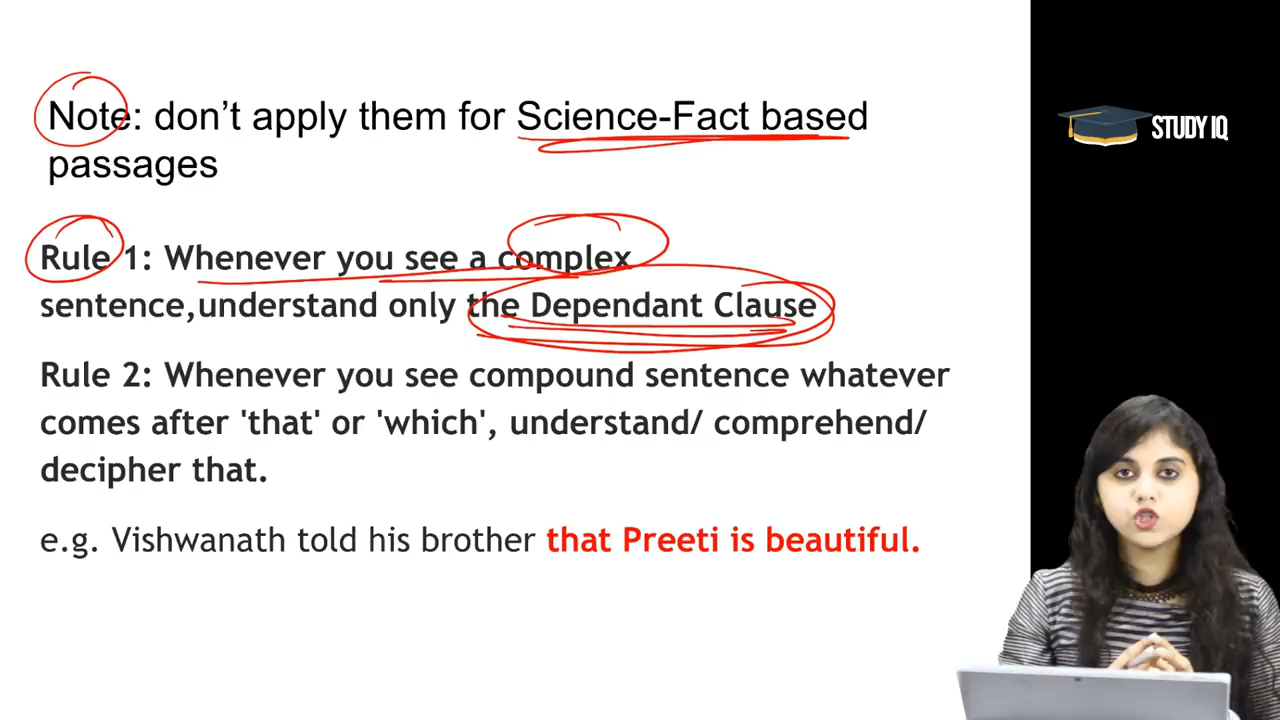 Note: don’t apply them for Science-Fact based
passages
STUDY IQ
Rule 1: Whenever you see a complex
sentence,understand only the Dependant Clause
Rule 2: Whenever you see compound sentence whatever
comes after 'that' or 'which', understand/ comprehend/
decipher that.
e.g. Vishwanath told his brother that Preeti is beautiful.